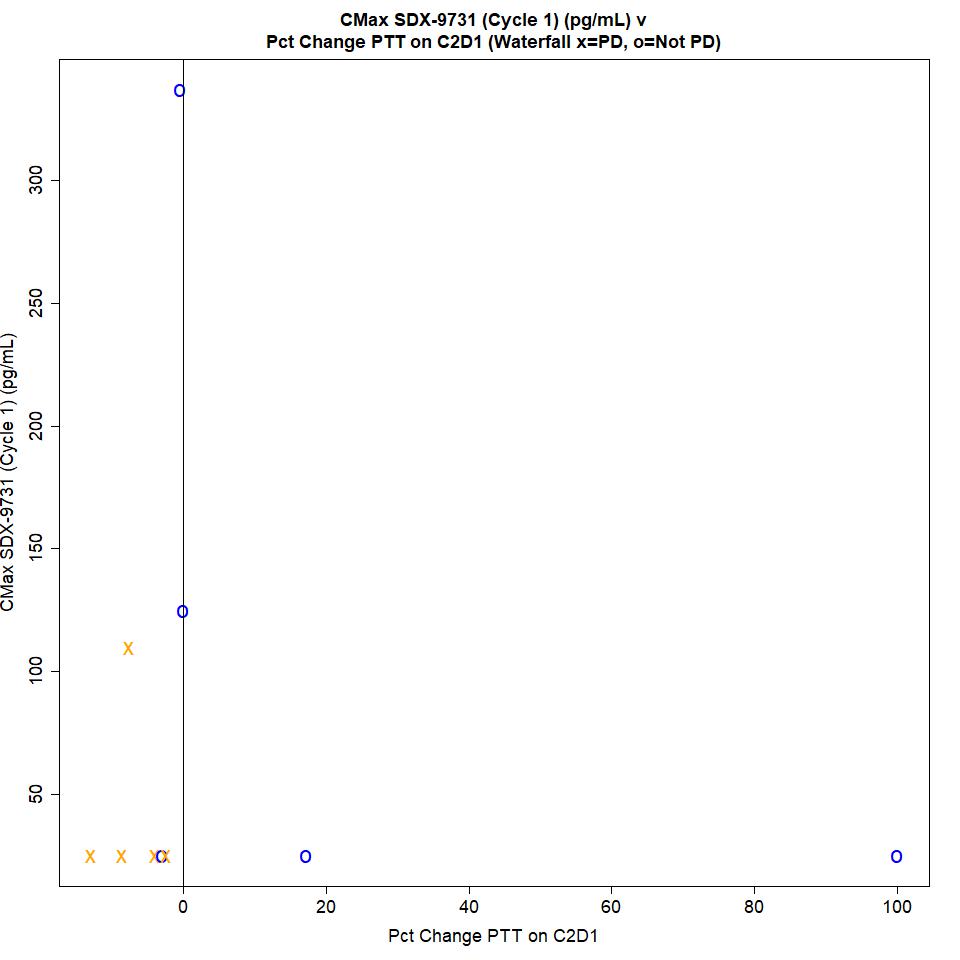 CMax SDX-9731 (Cycle 1) (pg/mL) v
Pct Change PTT on C2D1 (Waterfall x=PD, o=Not PD)
CMax SDX-9731 (Cycle 1) (pg/mL)
300
250
200
150
100
50
O
O
X
X
X
X
O
X
O
O
0
20
40
60
80
100
Pct Change PTT on C2D1